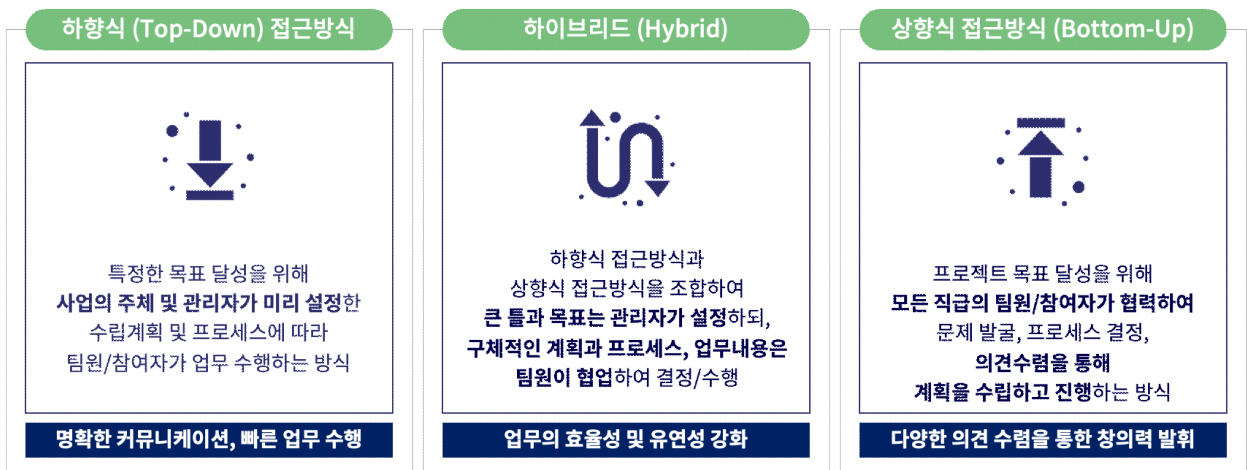 하향식 (Top-Down) 접근방식
특정한 목표 달성을 위해
사업의 주체 및 관리자가 미리 설정한
수립계획 및 프로세스에 따라
팀원/참여자가 업무 수행하는 방식
명확한 커뮤니케이션, 빠른 업무 수행
하이브리드 (Hybrid)
하향식 접근방식과
상향식 접근방식을 조합하여
큰 틀과 목표는 관리자가 설정하되,
구체적인 계획과 프로세스, 업무내용은
팀원이 협업하여 결정/수행
업무의 효율성 및 유연성 강화
상향식 접근방식 (Bottom-Up)
프로젝트 목표 달성을 위해
모든 직급의 팀원/참여자가 협력하여
문제 발굴, 프로세스 결정,
의견수렴을 통해
계획을 수립하고 진행하는 방식
다양한 의견 수렴을 통한 창의력 발휘